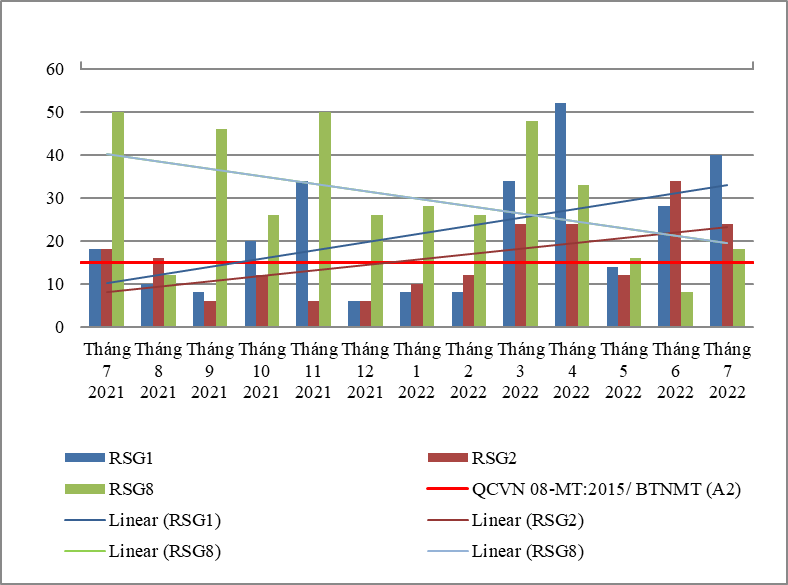 60
50
40
30
20
10
0
Tháng Tháng Tháng Tháng Tháng Tháng Tháng Tháng Tháng Tháng Tháng Tháng Tháng
7 8 9 10 11 12 1 2 3 4 5 6 7
2021 2021 2021 2021 2021 2021 2022 2022 2022 2022 2022 2022 2022
RSG1 RSG2
RSG8 QCVN 08-MT:2015/ BTNMT (A2)
Linear (RSG1) Linear (RSG2)
Linear (RSG8) Linear (RSG8)